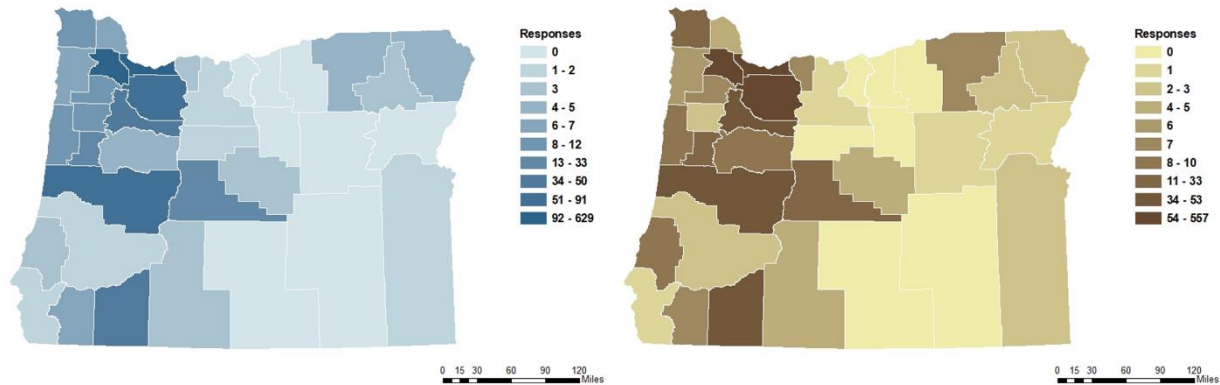 Responses
0
1 - 2
3
4 - 5
6 - 7
8 - 12
13 - 33
34 - 50
51 - 91
92 - 629
0 15 30 60 90 120
Miles
Responses
0
1
2 - 3
4 - 5
6
7
8 - 10
11 - 33
34 - 53
54 - 557
0 15 30 60 90 120
Miles